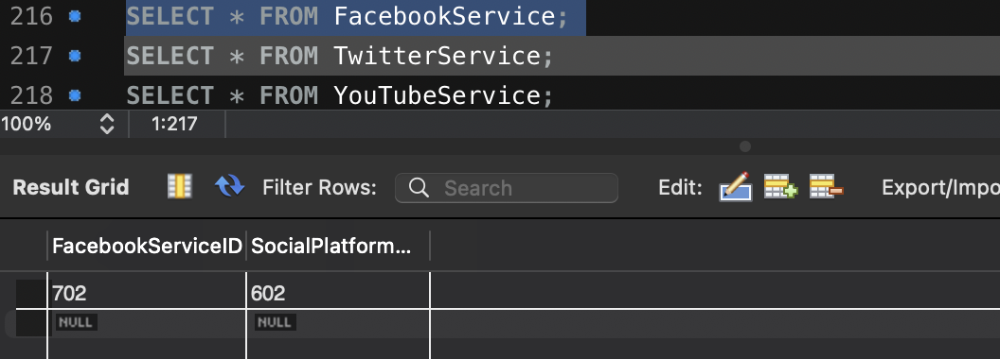 216 SELECT * FROM FacebookService;
217 SELECT * FROM TwitterService;
218 SELECT * FROM YouTubeService;
100% 1:217
Result Grid Filter Rows: Search Edit: Export/Impo
FacebookServiceID SocialPlatform...
702 602
NULL NULL